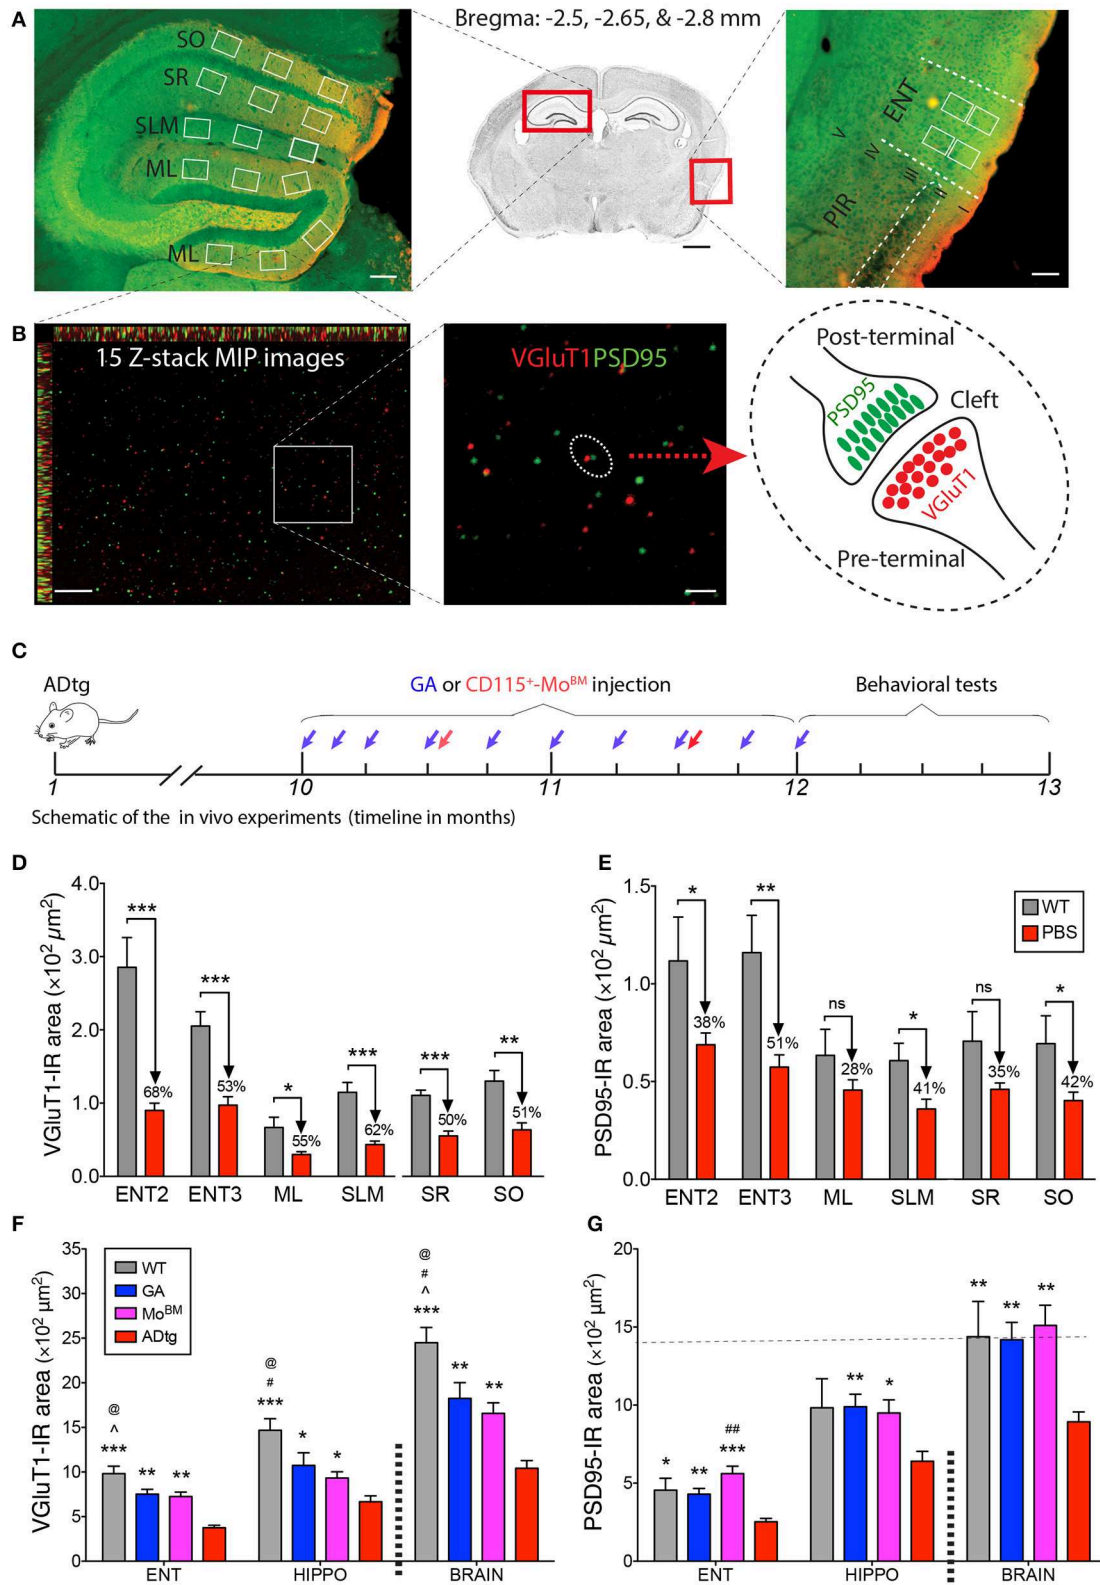 A
Bregma: -2.5, -2.65, & -2.8 mm
SO
SR
SLM
ML
ML
ENT
PIR
V
IV
III
II
I
B
15 Z-stack MIP images
VGluT1PSD95
Post-terminal
PSD95
Cleft
VGluT1
Pre-terminal
C
ADtg
GA or CD115+-MoBM injection
Behavioral tests
1 10 11 12 13
Schematic of the in vivo experiments (timeline in months)
D
VGluT1-IR area (×10² µm²)
4.0
3.0
2.0
1.0
0.0
*** *** * *** *** **
68% 53% 55% 62% 50% 51%
ENT2 ENT3 ML SLM SR SO
E
PSD95-IR area (×10² µm²)
1.5
1.0
0.5
0.0
WT
PBS
* ** ns * ns *
38% 51% 28% 41% 35% 42%
ENT2 ENT3 ML SLM SR SO
F
VGluT1-IR area (×10² µm²)
35
30
25
20
15
10
5
0
WT
GA
MoBM
ADtg
@
^
*** ** **
@
#
*** * *
@
#
^
*** ** **
ENT HIPPO BRAIN
G
PSD95-IR area (×10² µm²)
20
15
10
5
0
##
* ** ***
** *
** ** **
ENT HIPPO BRAIN